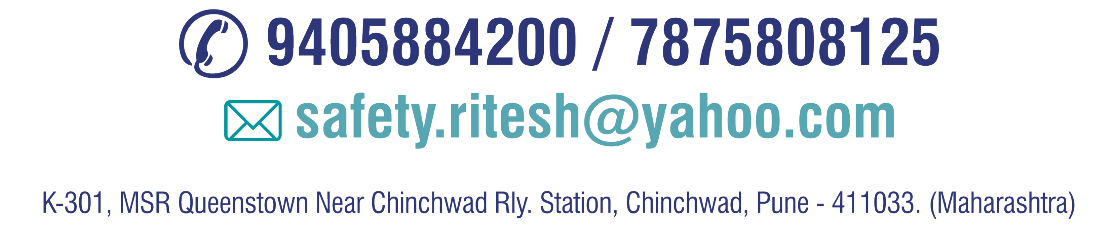 9405884200 / 7875808125
safety.ritesh@yahoo.com
K-301, MSR Queenstown Near Chinchwad Rly. Station, Chinchwad, Pune - 411033. (Maharashtra)